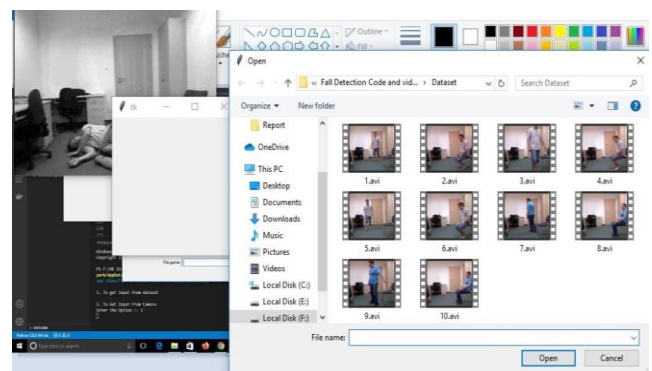 Outline
Fill
Open
« Fall Detection Code and vid... › Dataset
Search Dataset
Organize
New folder
tk
Report
OneDrive
This PC
Desktop
Documents
Downloads
Music
Pictures
Videos
Local Disk (C:)
Local Disk (E:)
Local Disk (F:)
1.avi
2.avi
3.avi
4.avi
5.avi
6.avi
7.avi
8.avi
9.avi
10.avi
File name:
File name:
Open
Cancel
1. To get Input from dataset
2. To Get Input from Camera
Enter the Option :: 1
Type here to search